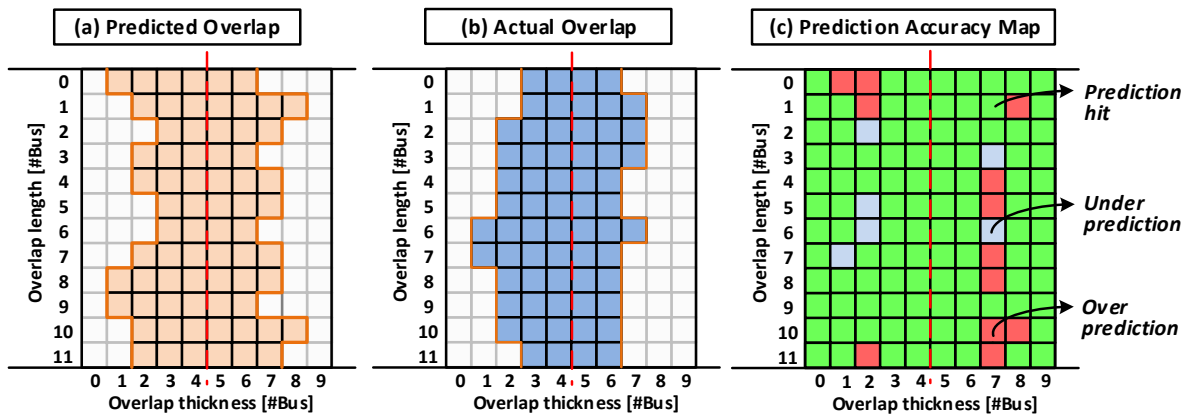 (a) Predicted Overlap
(b) Actual Overlap
(c) Prediction Accuracy Map
Overlap length [#Bus]
0
1
2
3
4
5
6
7
8
9
10
11
0 1 2 3 4 5 6 7 8 9
Overlap thickness [#Bus]
Overlap length [#Bus]
0
1
2
3
4
5
6
7
8
9
10
11
0 1 2 3 4 5 6 7 8 9
Overlap thickness [#Bus]
Overlap length [#Bus]
0
1
2
3
4
5
6
7
8
9
10
11
0 1 2 3 4 5 6 7 8 9
Overlap thickness [#Bus]
Prediction
hit
Under
prediction
Over
prediction